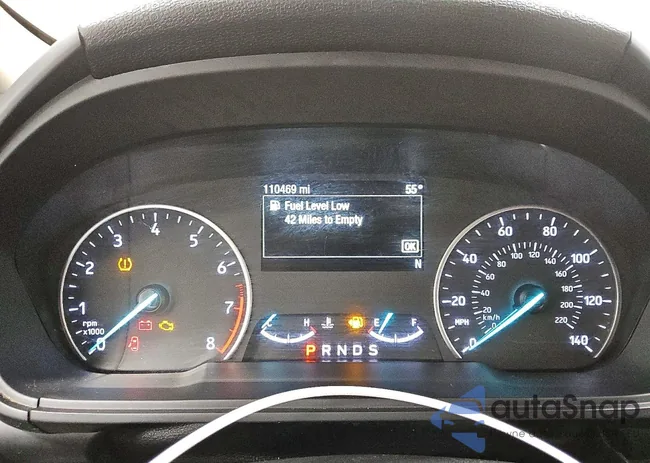 110469 mi 55°
Fuel Level Low
42 Miles to Empty
OK
N
0 1 2 3 4 5 6 7 8
rpm
x1000
C H
E F
P R N D S
0 20 40 60 80 100 120 140
MPH
0 20 40 60 80 100 120 140 160 180 200 220
km/h
autaSnap